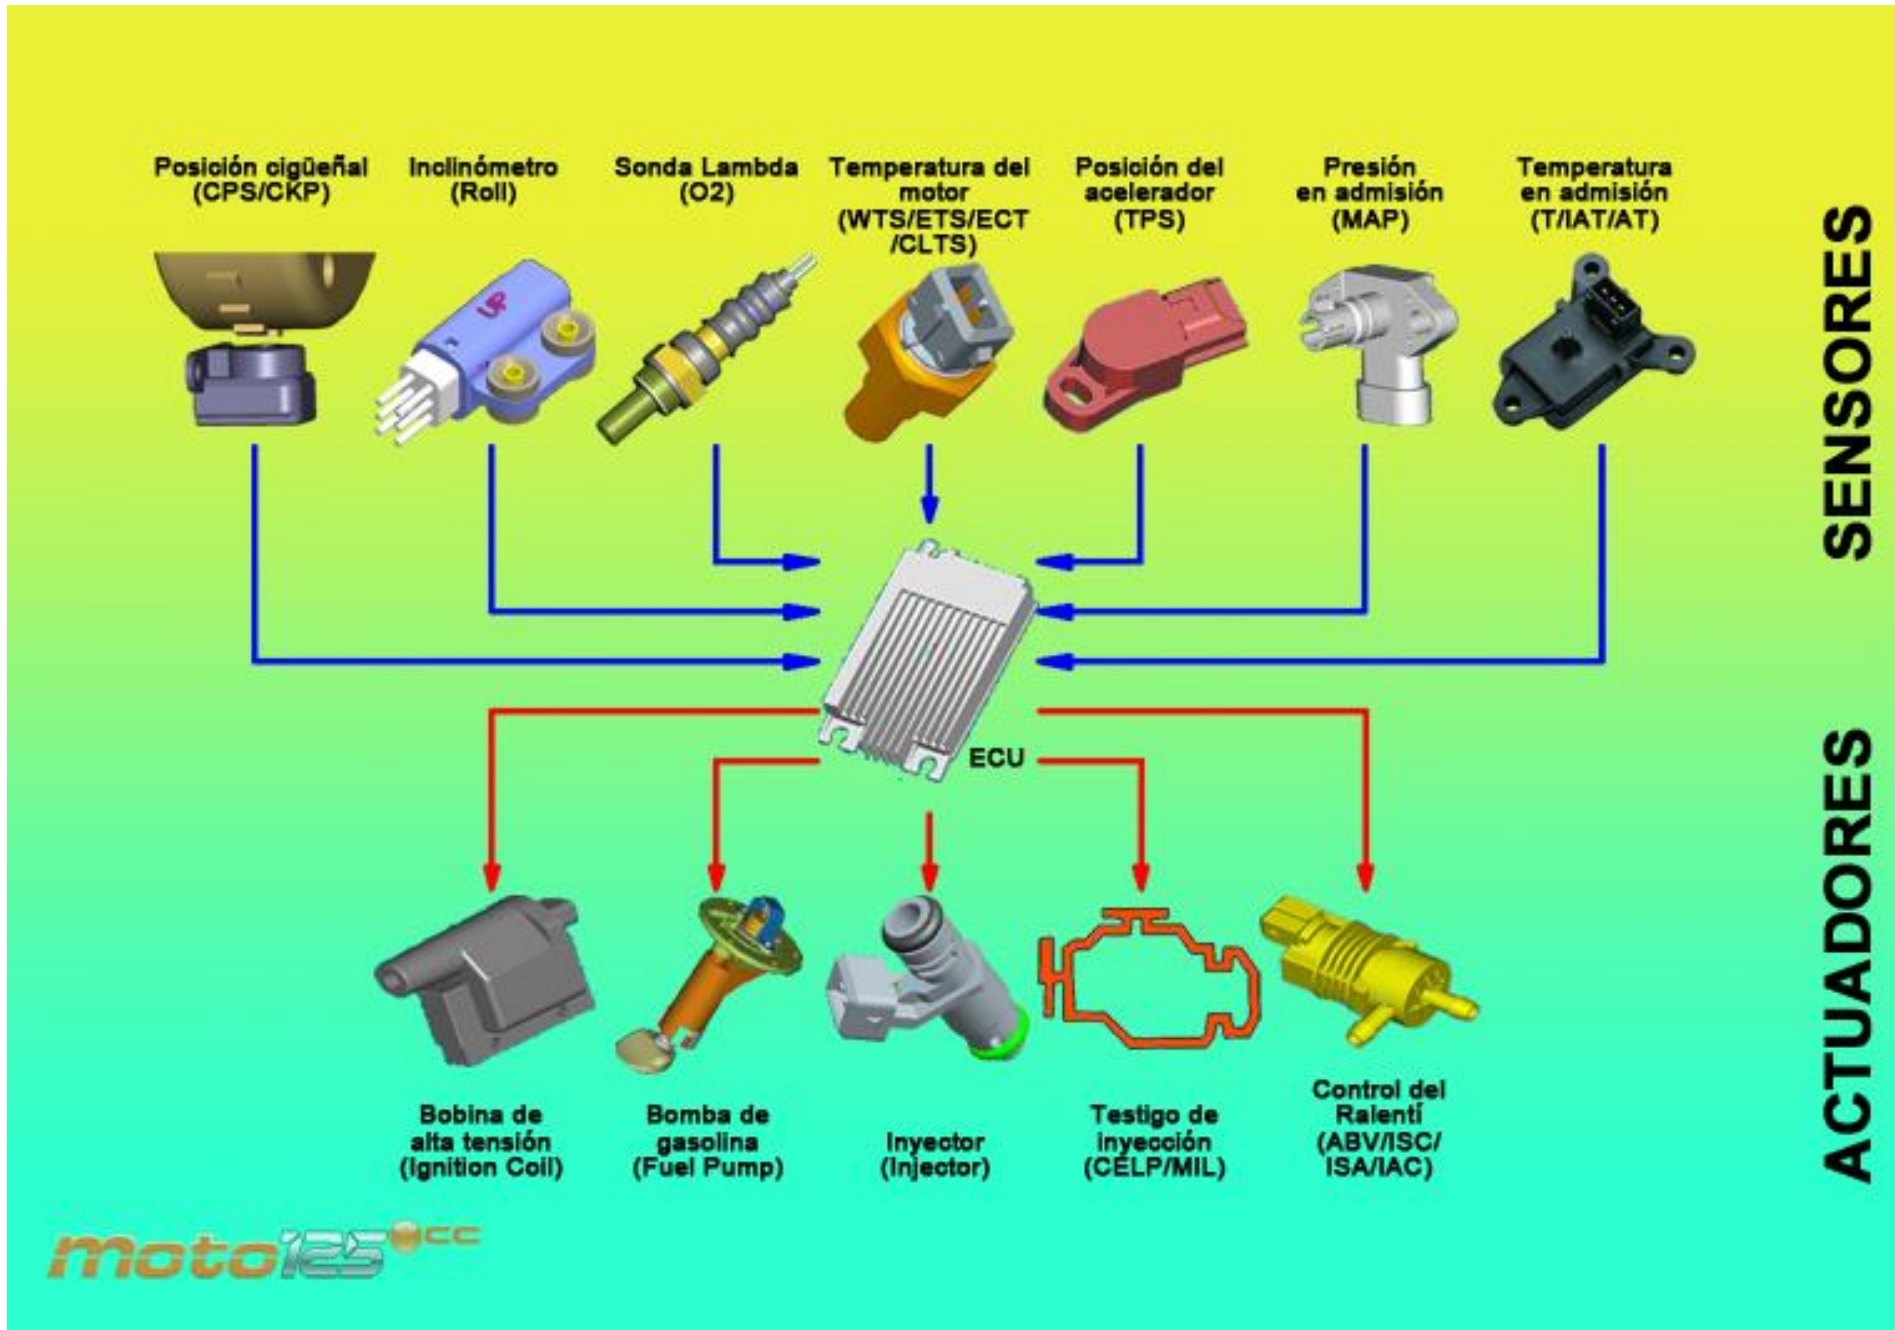 Posición cigüeñal
(CPS/CKP)
Inclinómetro
(Roll)
Sonda Lambda
(O2)
Temperatura del
motor
(WTS/ETS/ECT
/CLTS)
Posición del
acelerador
(TPS)
Presión
en admisión
(MAP)
Temperatura
en admisión
(T/IAT/AT)
SENSORES
UP
ECU
ACTUADORES
Bobina de
alta tensión
(Ignition Coil)
Bomba de
gasolina
(Fuel Pump)
Inyector
(Injector)
Testigo de
inyección
(CELP/MIL)
Control del
Ralentí
(ABV/ISC/
ISA/IAC)
moto125cc